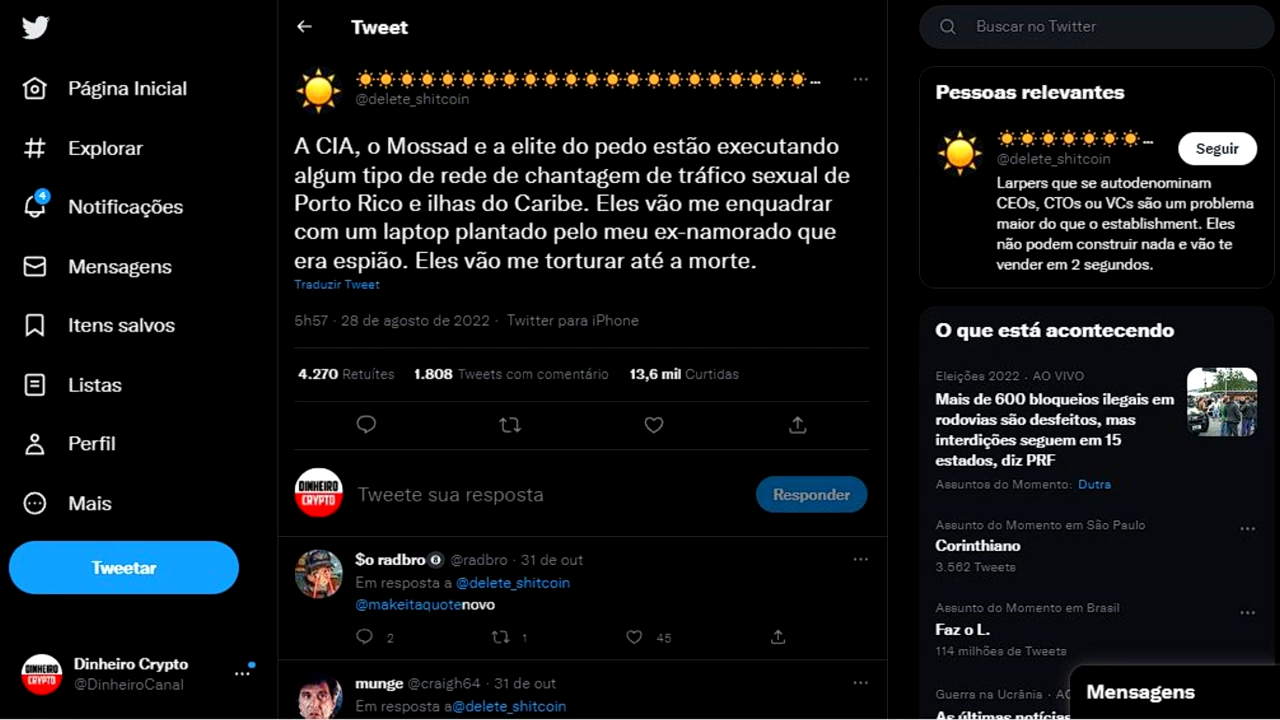 Tweet
Buscar no Twitter
Página Inicial
Explorar
4
Notificações
Mensagens
Itens salvos
Listas
Perfil
Mais
Tweetar
Dinheiro Crypto
@DinheiroCanal
...
@delete_shitcoin
A CIA, o Mossad e a elite do pedo estão executando
algum tipo de rede de chantagem de tráfico sexual de
Porto Rico e ilhas do Caribe. Eles vão me enquadrar
com um laptop plantado pelo meu ex-namorado que
era espião. Eles vão me torturar até a morte.
Traduzir Tweet
5h57 · 28 de agosto de 2022 · Twitter para iPhone
4.270 Retuítes 1.808 Tweets com comentário 13,6 mil Curtidas
DINHEIRO
CRYPTO
Tweete sua resposta
Responder
$o radbro @radbro · 31 de out
Em resposta a @delete_shitcoin
@makeitaquotenovo
2 1 45
munge @craigh64 · 31 de out
Em resposta a@delete_shitcoin
Pessoas relevantes
...
Seguir
@delete_shitcoin
Larpers que se autodenominam
CEOs, CTOs ou VCs são um problema
maior do que o establishment. Eles
não podem construir nada e vão te
vender em 2 segundos.
O que está acontecendo
Eleições 2022 · AO VIVO
Mais de 600 bloqueios ilegais em
rodovias são desfeitos, mas
interdições seguem em 15
estados, diz PRF
Assuntos do Momento: Dutra
Assunto do Momento em São Paulo
Corinthiano
3.562 Tweets
Assunto do Momento em Brasil
Faz o L.
114 milhões de Tweets
Guerra na Ucrânia · AO
As últimas notícias
Mensagens
DINHEIRO
CRYPTO